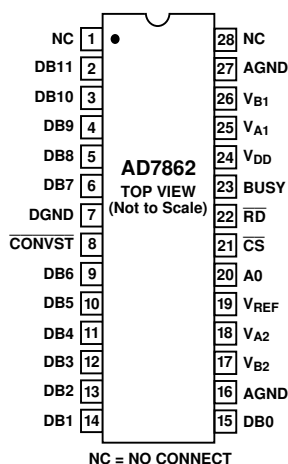 NC 1 28 NC
DB11 2 27 AGND
DB10 3 26 VB1
DB9 4 25 VA1
DB8 5 24 VDD
DB7 6 23 BUSY
DGND 7 22 R̅D̅
C̅O̅N̅V̅S̅T̅ 8 21 C̅S̅
DB6 9 20 A0
DB5 10 19 VREF
DB4 11 18 VA2
DB3 12 17 VB2
DB2 13 16 AGND
DB1 14 15 DB0
AD7862
TOP VIEW
(Not to Scale)
NC = NO CONNECT